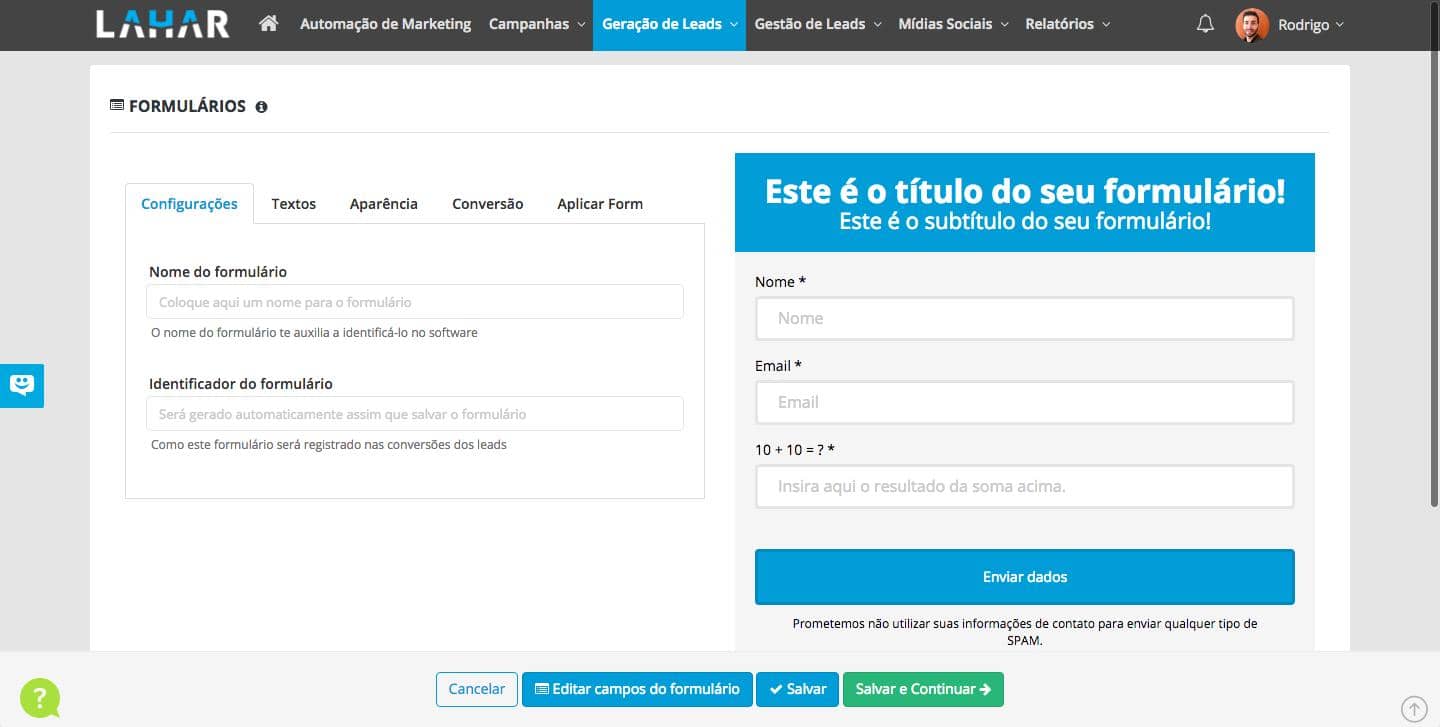 LAHAR
Automação de Marketing
Campanhas
Geração de Leads
Gestão de Leads
Mídias Sociais
Relatórios
Rodrigo
FORMULÁRIOS
Configurações
Textos
Aparência
Conversão
Aplicar Form
Nome do formulário
Coloque aqui um nome para o formulário
O nome do formulário te auxilia a identificá-lo no software
Identificador do formulário
Será gerado automaticamente assim que salvar o formulário
Como este formulário será registrado nas conversões dos leads
Este é o título do seu formulário!
Este é o subtítulo do seu formulário!
Nome *
Nome
Email *
Email
10 + 10 = ? *
Insira aqui o resultado da soma acima.
Enviar dados
Prometemos não utilizar suas informações de contato para enviar qualquer tipo de
SPAM.
?
Cancelar
Editar campos do formulário
Salvar
Salvar e Continuar